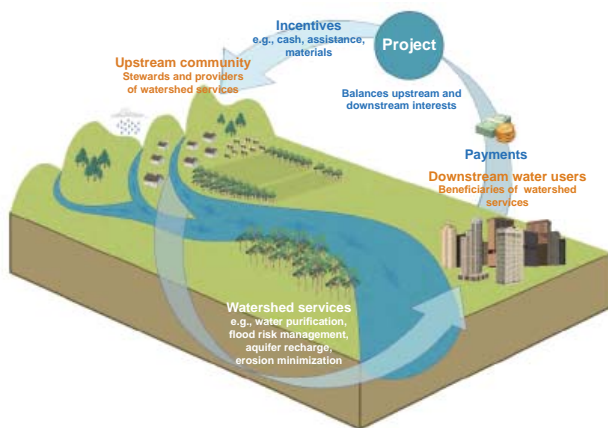 Incentives
e.g., cash, assistance,
materials
Project
Upstream community
Stewards and providers
of watershed services
Balances upstream and
downstream interests
Payments
Downstream water users
Beneficiaries of watershed
services
Watershed services
e.g., water purification,
flood risk management,
aquifer recharge,
erosion minimization